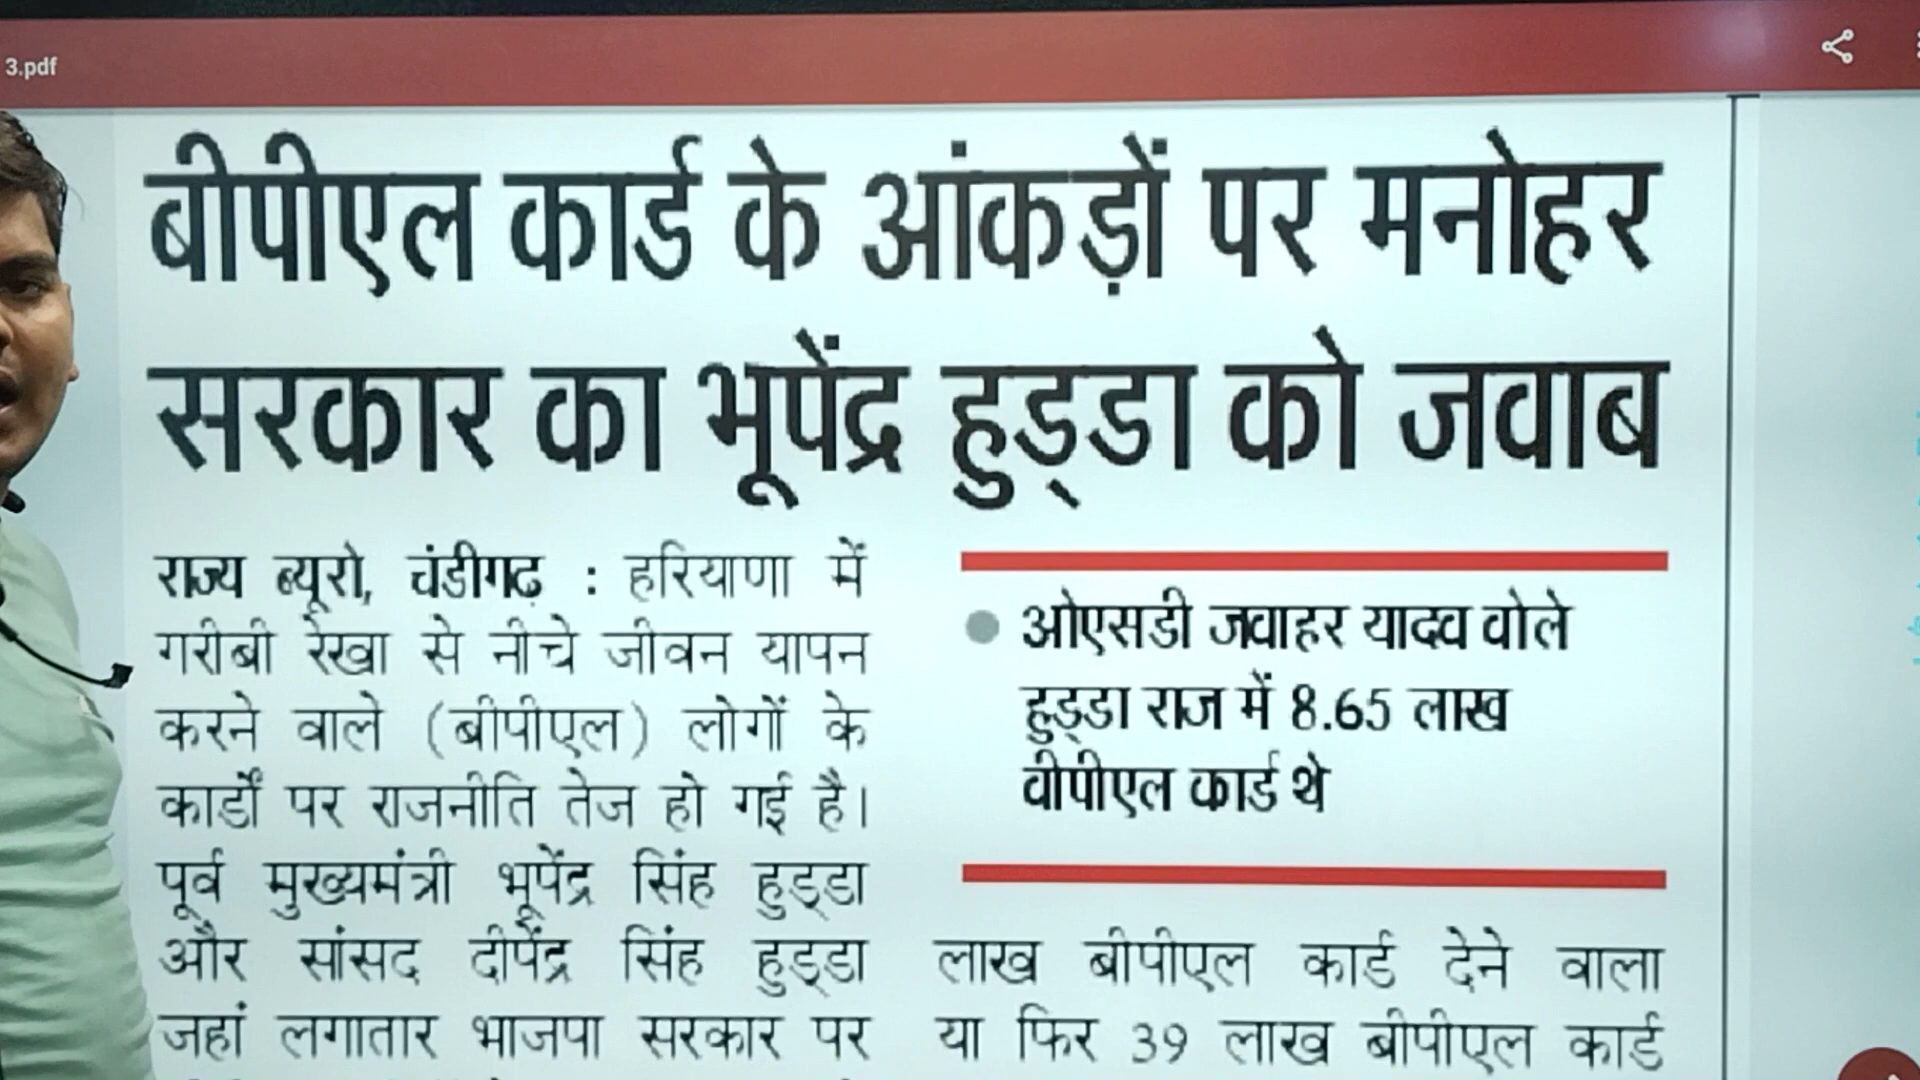 3.pdf
बीपीएल कार्ड के आंकड़ों पर मनोहर
सरकार का भूपेंद्र हुड्डा को जवाब
राज्य ब्यूरो, चंडीगढ़ : हरियाणा में
गरीबी रेखा से नीचे जीवन यापन
करने वाले (बीपीएल) लोगों के
कार्डों पर राजनीति तेज हो गई है।
पूर्व मुख्यमंत्री भूपेंद्र सिंह हुड्डा
और सांसद दीपेंद्र सिंह हुड्डा
जहां लगातार भाजपा सरकार पर
ओएसडी जवाहर यादव बोले
हुड्डा राज में 8.65 लाख
बीपीएल कार्ड थे
लाख बीपीएल कार्ड देने वाला
या फिर 39 लाख बीपीएल कार्ड